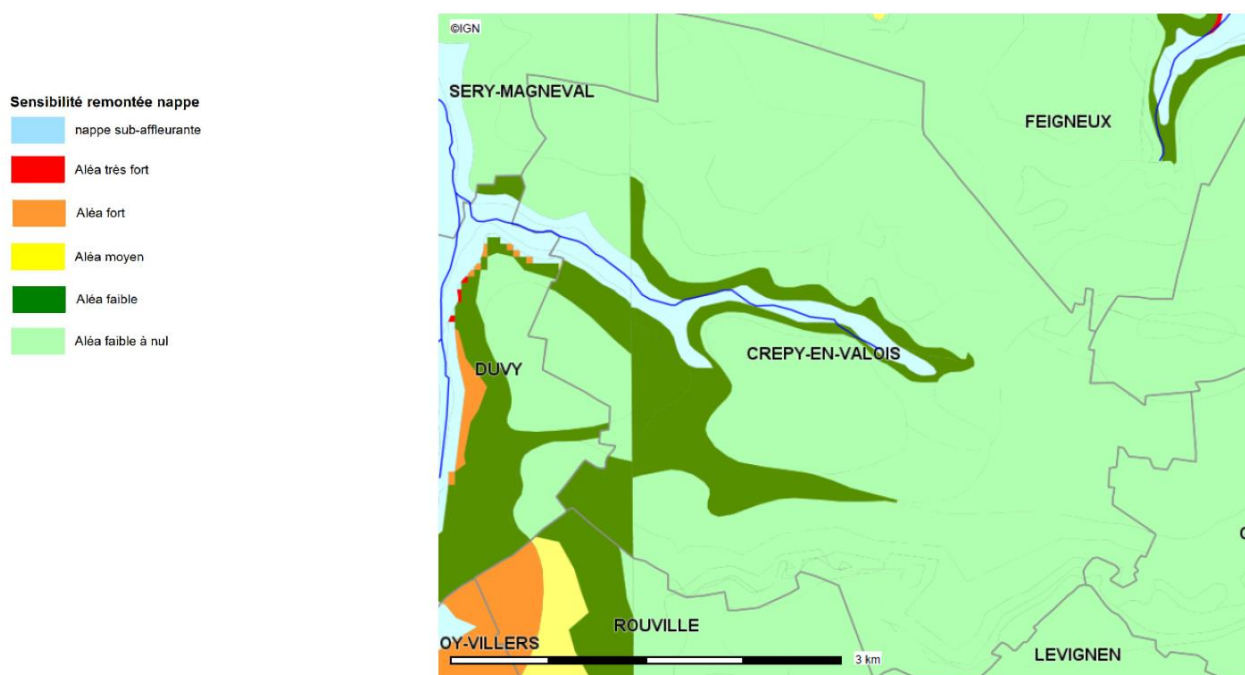 Sensibilité remontée nappe
nappe sub-affleurante
Aléa très fort
Aléa fort
Aléa moyen
Aléa faible
Aléa faible à nul
©IGN
SERY-MAGNEVAL
FEIGNEUX
CREPY-EN-VALOIS
DUVY
ROUVILLE
OY-VILLERS
LEVIGNEN
3 km